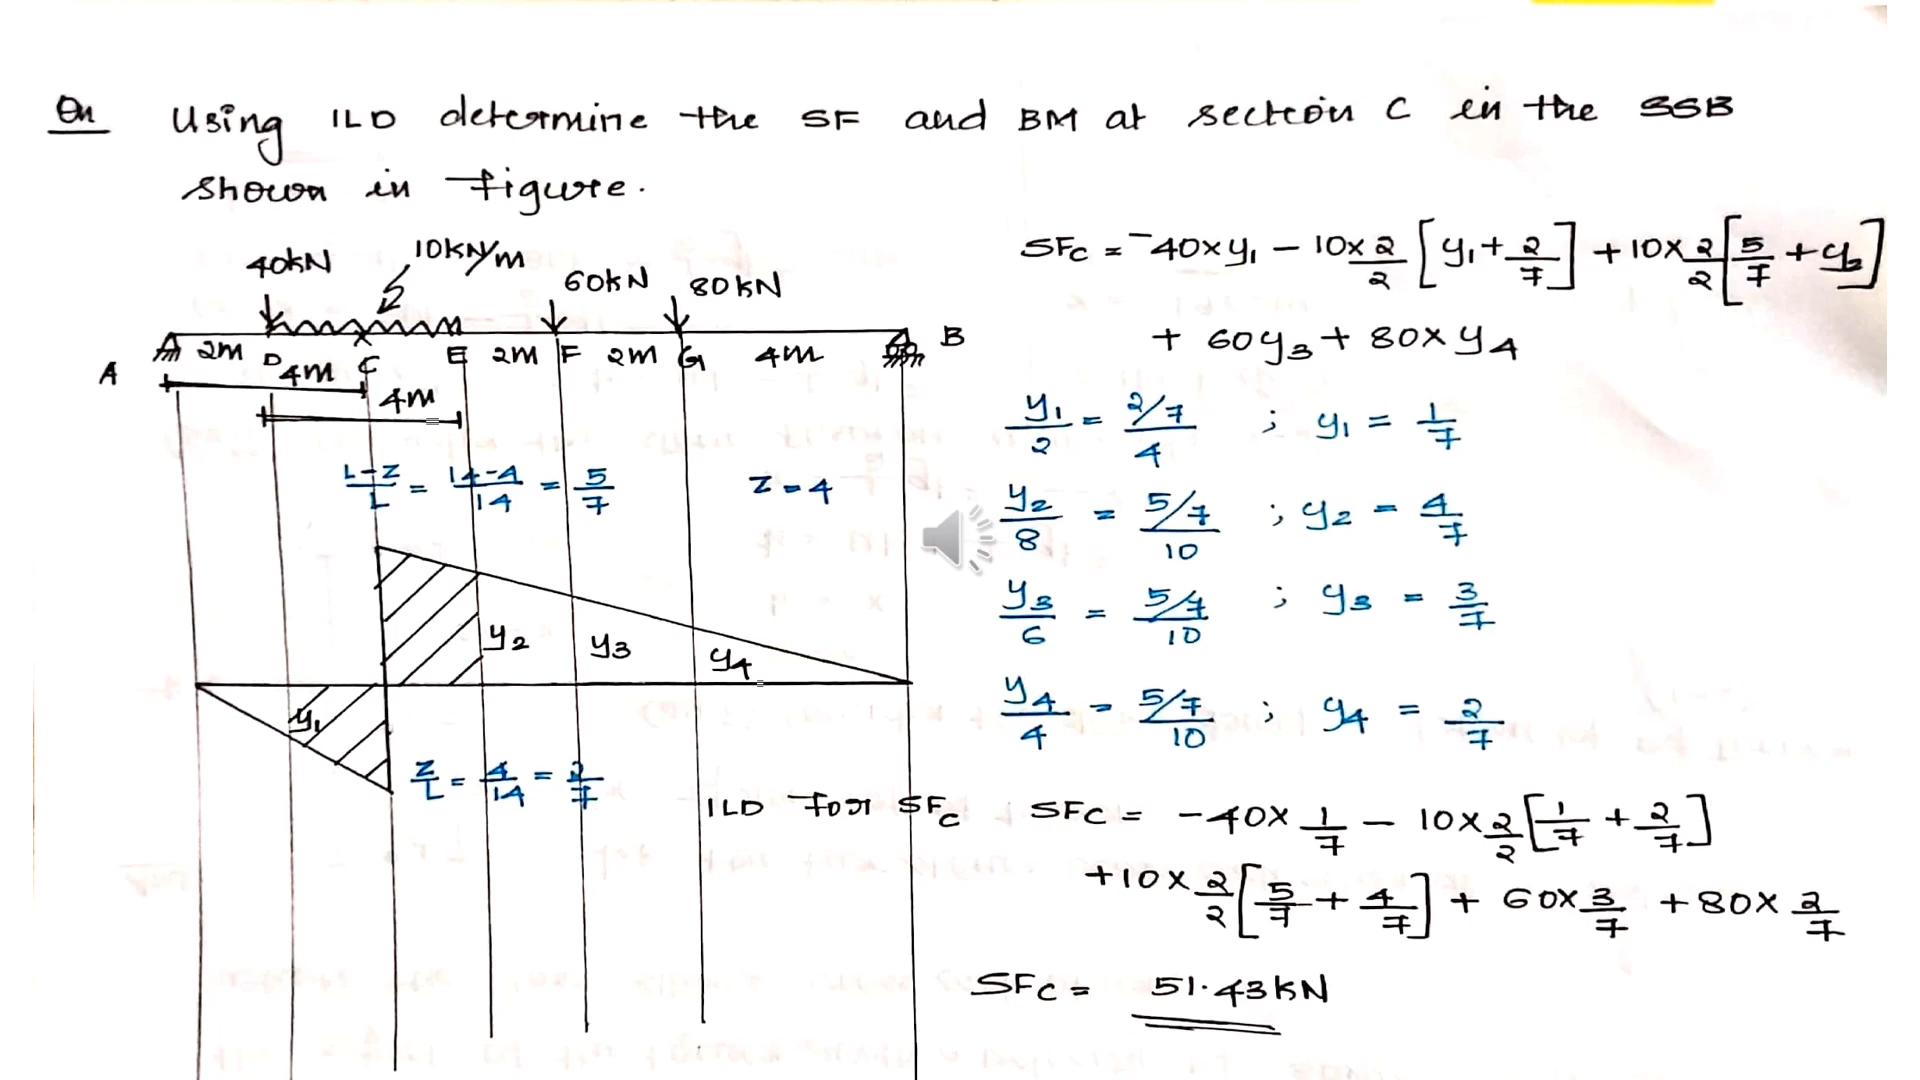 Qn Using ILD determine the SF and BM at section C in the SSB
shown in figure.
40kN 10kN/m 60kN 80kN
A 2m D 4m C E 2m F 2m G 4m B
4m
L-Z/L = 14-4/14 = 5/7 Z = 4
y2 y3 y4
y1
Z/L = 4/14 = 2/7
ILD for SFc
SFc = -40×y1 - 10×2/2 [y1 + 2/7] + 10×2/2 [5/7 + y2]
+ 60y3 + 80×y4
y1/2 = 2/7/4 ; y1 = 1/7
y2/8 = 5/7/10 ; y2 = 4/7
y3/6 = 5/7/10 ; y3 = 3/7
y4/4 = 5/7/10 ; y4 = 2/7
SFc = -40× 1/7 - 10×2/2 [1/7 + 2/7]
+10×2/2 [5/7 + 4/7] + 60×3/7 + 80×2/7
SFc = 51.43kN